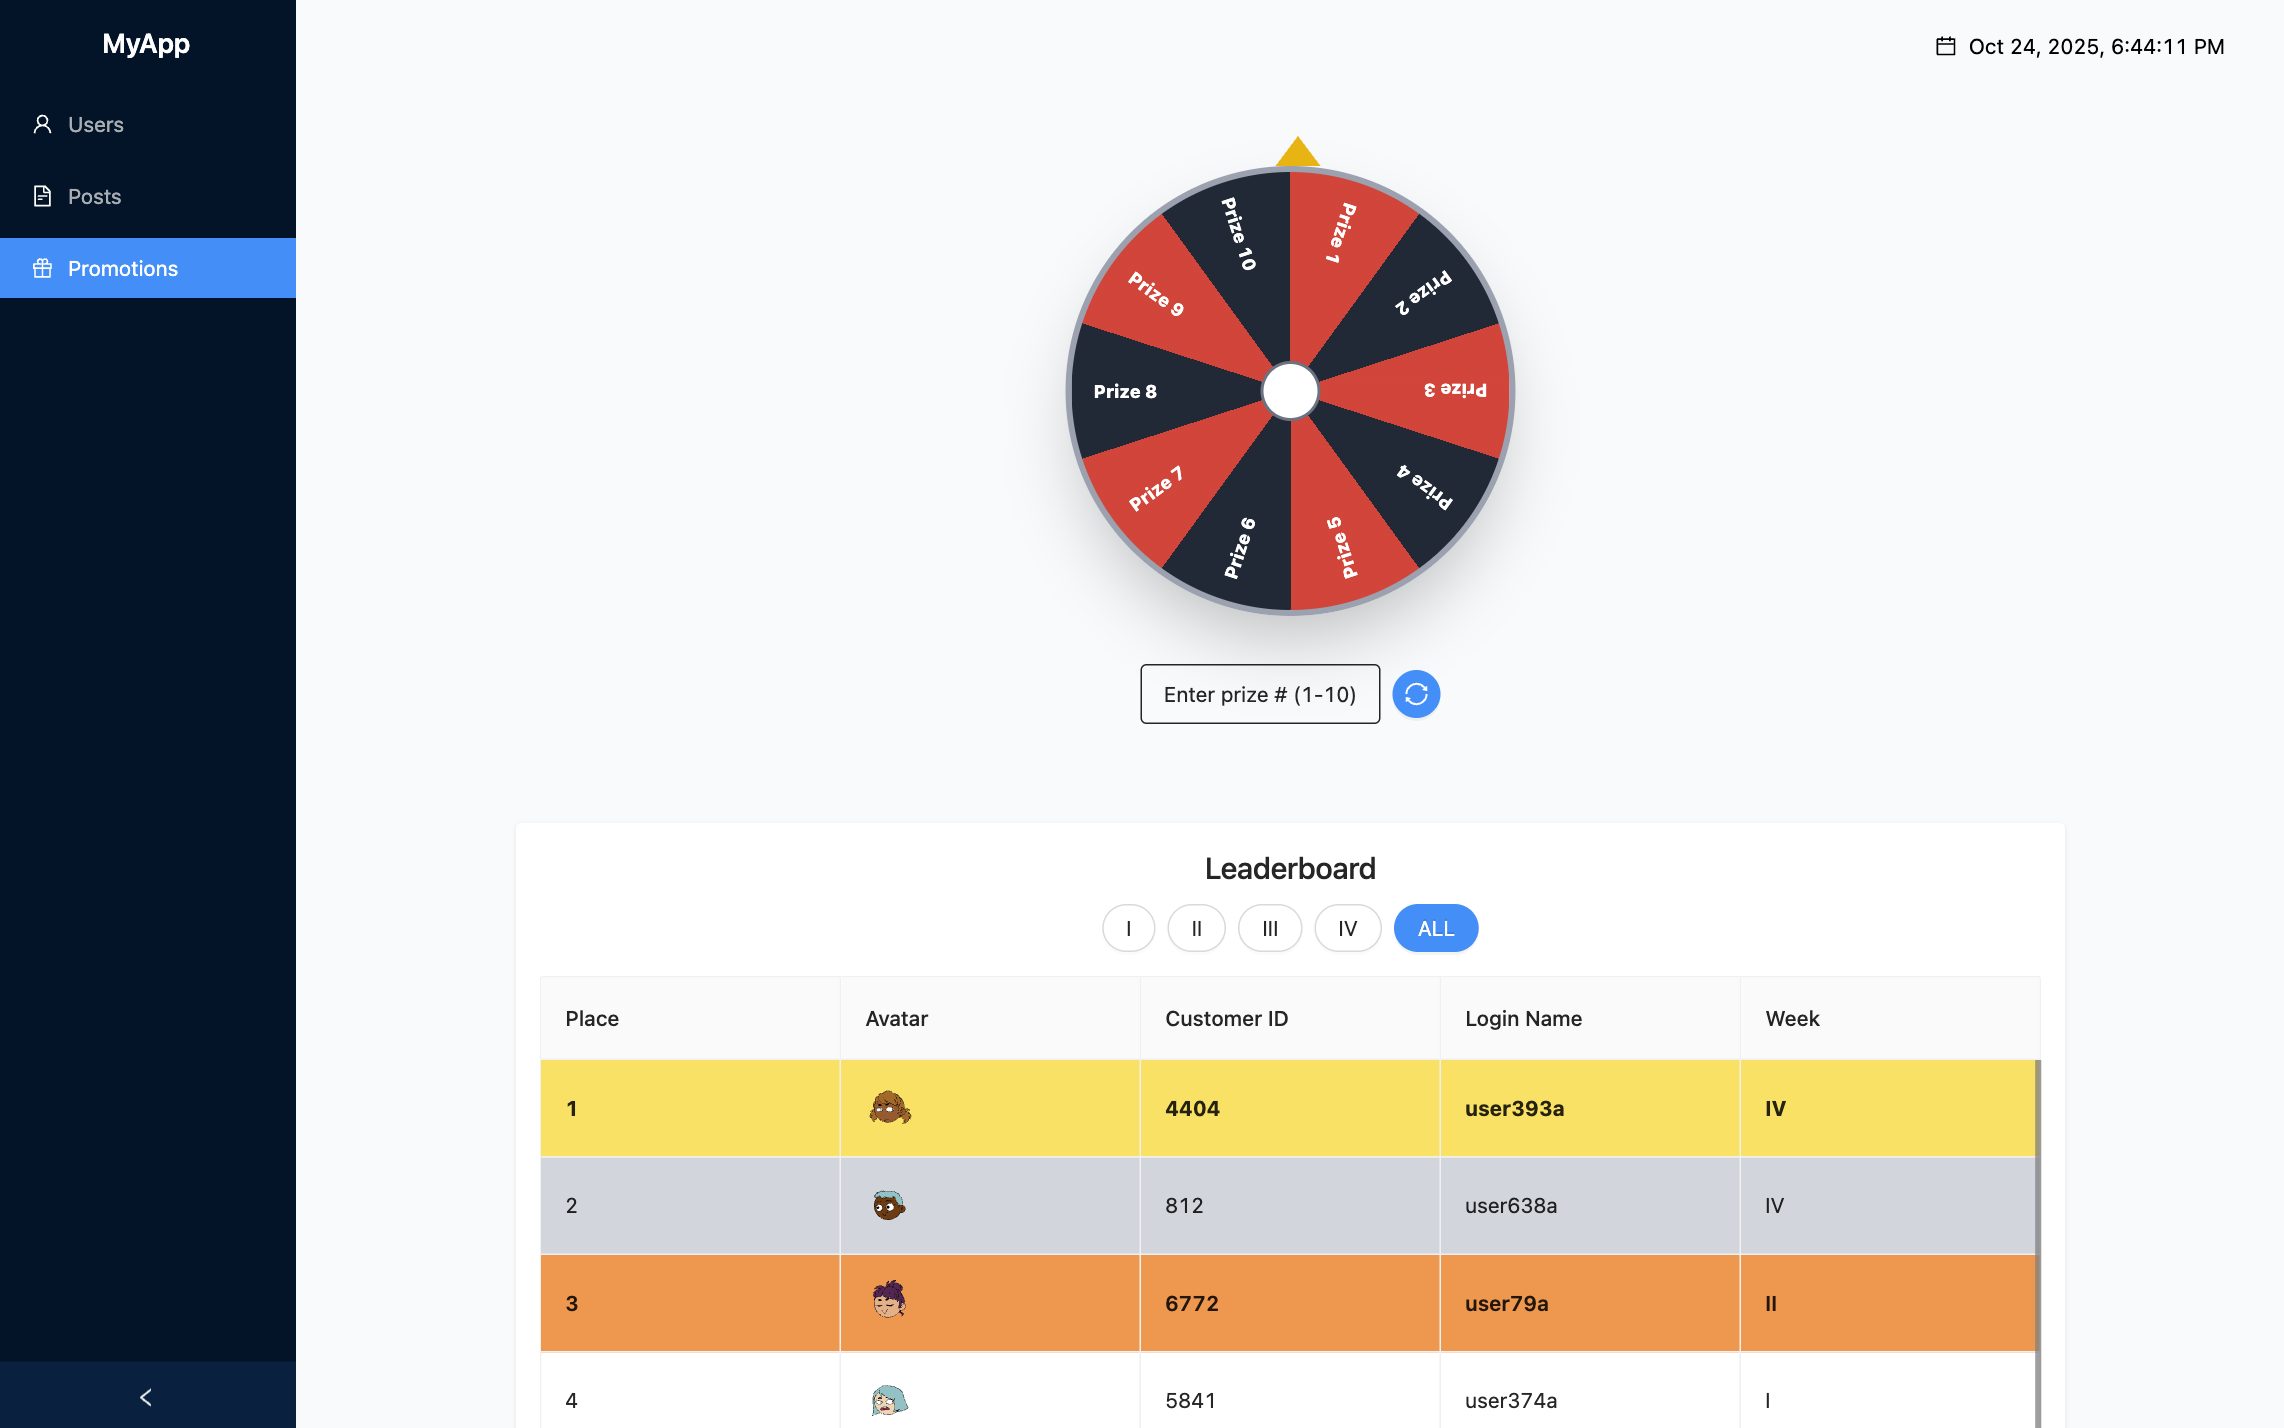 MyApp
Users
Posts
Promotions
Oct 24, 2025, 6:44:11 PM
Prize 1
Prize 2
Prize 3
Prize 4
Prize 5
Prize 6
Prize 7
Prize 8
Prize 9
Prize 10
Enter prize # (1-10)
Leaderboard
I II III IV ALL
Place Avatar Customer ID Login Name Week
1 4404 user393a IV
2 812 user638a IV
3 6772 user79a II
4 5841 user374a I